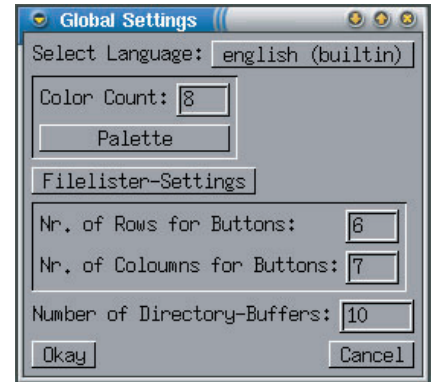 Global Settings
Select Language: english (builtin)
Color Count: 8
Palette
Filelister-Settings
Nr. of Rows for Buttons: 6
Nr. of Coloumns for Buttons: 7
Number of Directory-Buffers: 10
Okay Cancel